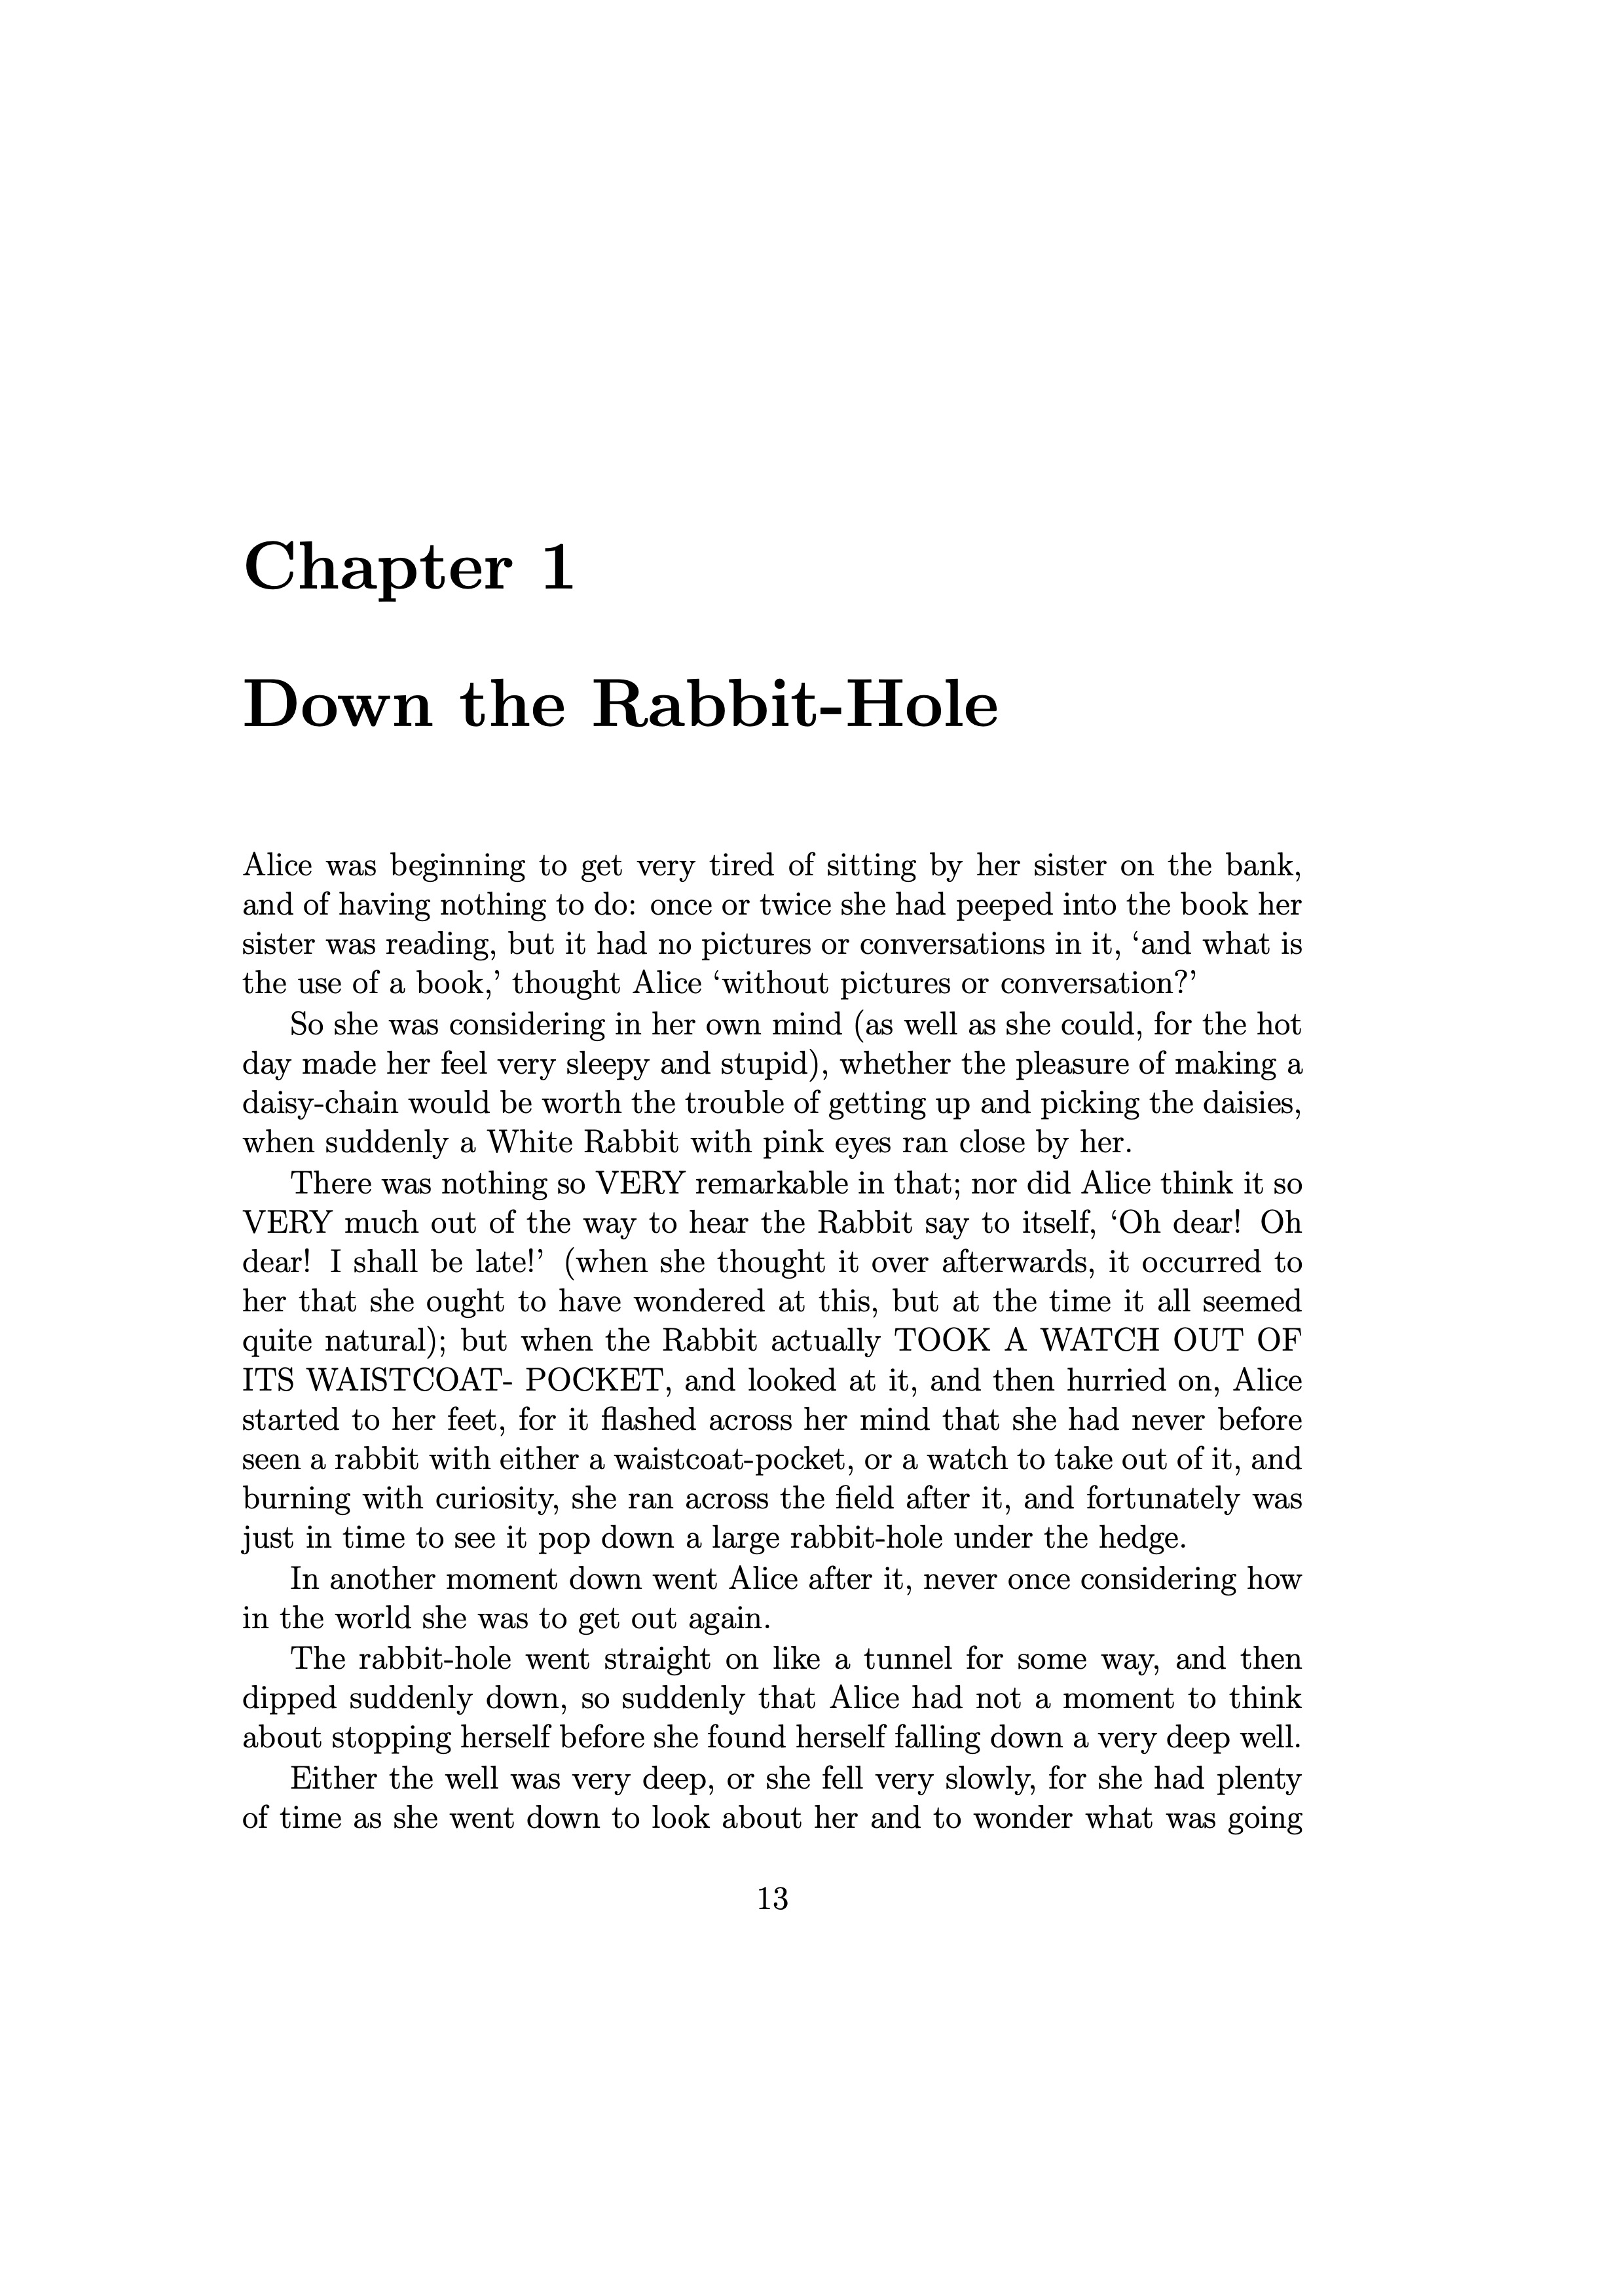 Chapter 1
Down the Rabbit-Hole
Alice was beginning to get very tired of sitting by her sister on the bank,
and of having nothing to do: once or twice she had peeped into the book her
sister was reading, but it had no pictures or conversations in it, ‘and what is
the use of a book,’ thought Alice ‘without pictures or conversation?’
So she was considering in her own mind (as well as she could, for the hot
day made her feel very sleepy and stupid), whether the pleasure of making a
daisy-chain would be worth the trouble of getting up and picking the daisies,
when suddenly a White Rabbit with pink eyes ran close by her.
There was nothing so VERY remarkable in that; nor did Alice think it so
VERY much out of the way to hear the Rabbit say to itself, ‘Oh dear! Oh
dear! I shall be late!’ (when she thought it over afterwards, it occurred to
her that she ought to have wondered at this, but at the time it all seemed
quite natural); but when the Rabbit actually TOOK A WATCH OUT OF
ITS WAISTCOAT- POCKET, and looked at it, and then hurried on, Alice
started to her feet, for it flashed across her mind that she had never before
seen a rabbit with either a waistcoat-pocket, or a watch to take out of it, and
burning with curiosity, she ran across the field after it, and fortunately was
just in time to see it pop down a large rabbit-hole under the hedge.
In another moment down went Alice after it, never once considering how
in the world she was to get out again.
The rabbit-hole went straight on like a tunnel for some way, and then
dipped suddenly down, so suddenly that Alice had not a moment to think
about stopping herself before she found herself falling down a very deep well.
Either the well was very deep, or she fell very slowly, for she had plenty
of time as she went down to look about her and to wonder what was going
13